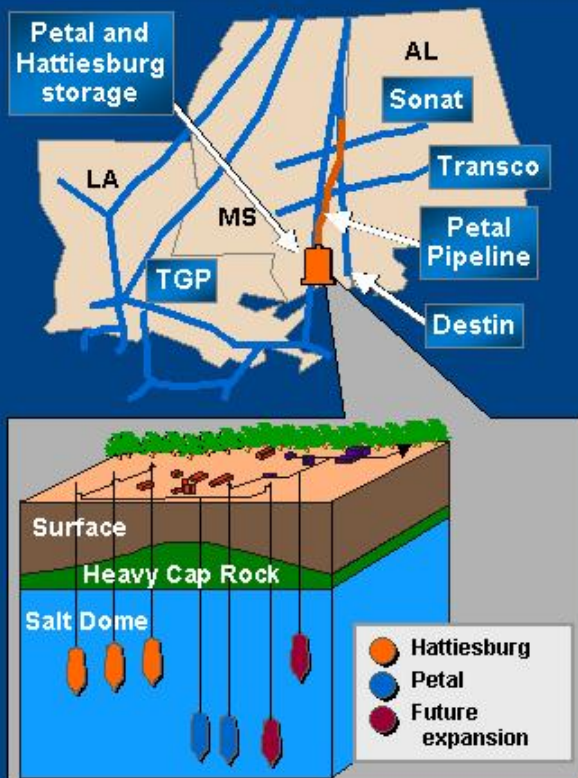 Petal and
Hattiesburg
storage
AL
Sonat
LA
Transco
MS
Petal
Pipeline
TGP
Destin
Surface
Heavy Cap Rock
Salt Dome
Hattiesburg
Petal
Future
expansion